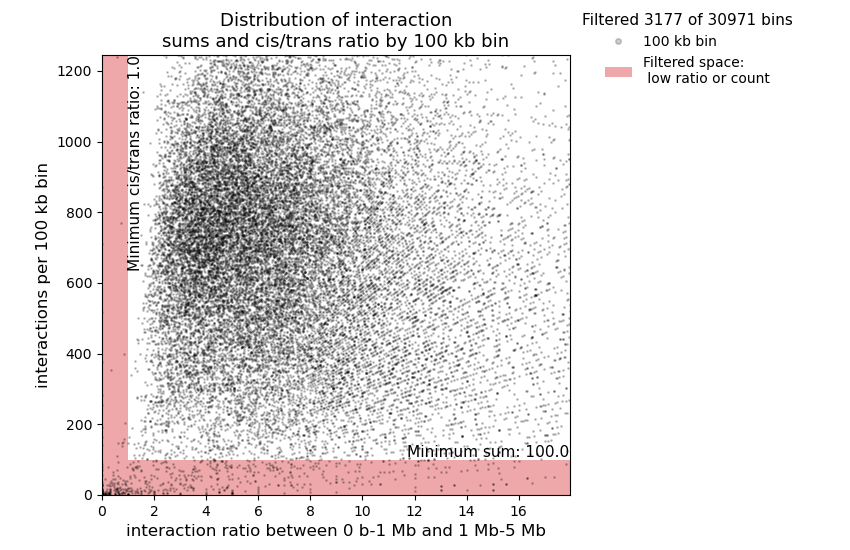 Distribution of interaction
sums and cis/trans ratio by 100 kb bin
Filtered 3177 of 30971 bins
100 kb bin
Filtered space:
low ratio or count
interactions per 100 kb bin
1200
1000
800
600
400
200
0
Minimum cis/trans ratio: 1.0
Minimum sum: 100.0
0 2 4 6 8 10 12 14 16
interaction ratio between 0 b-1 Mb and 1 Mb-5 Mb